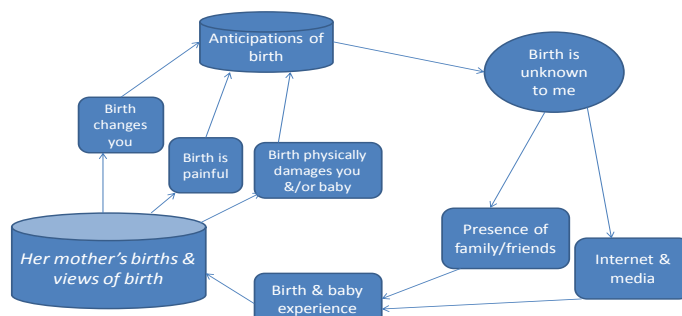 Anticipations of
birth
Birth is
unknown
to me
Birth
changes
you
Birth is
painful
Birth physically
damages you
&/or baby
Her mother's births &
views of birth
Presence of
family/friends
Internet &
media
Birth & baby
experience